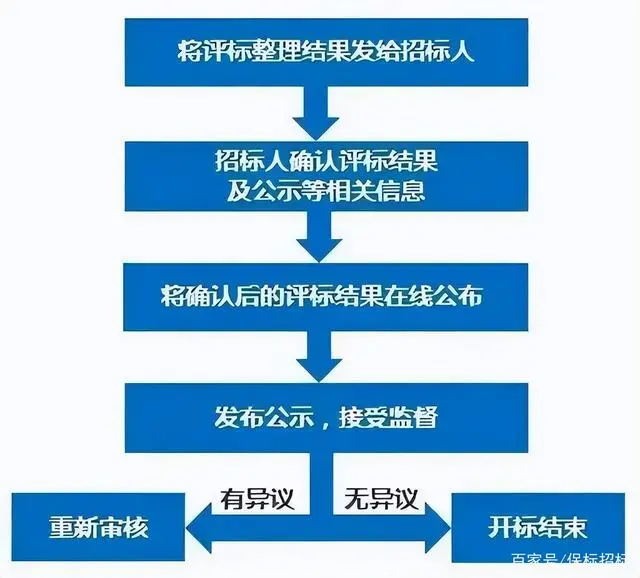 将评标整理结果发给招标人
招标人确认评标结果
及公示等相关信息
将确认后的评标结果在线公布
发布公示，接受监督
有异议
无异议
重新审核
开标结束
百家号/保标招标